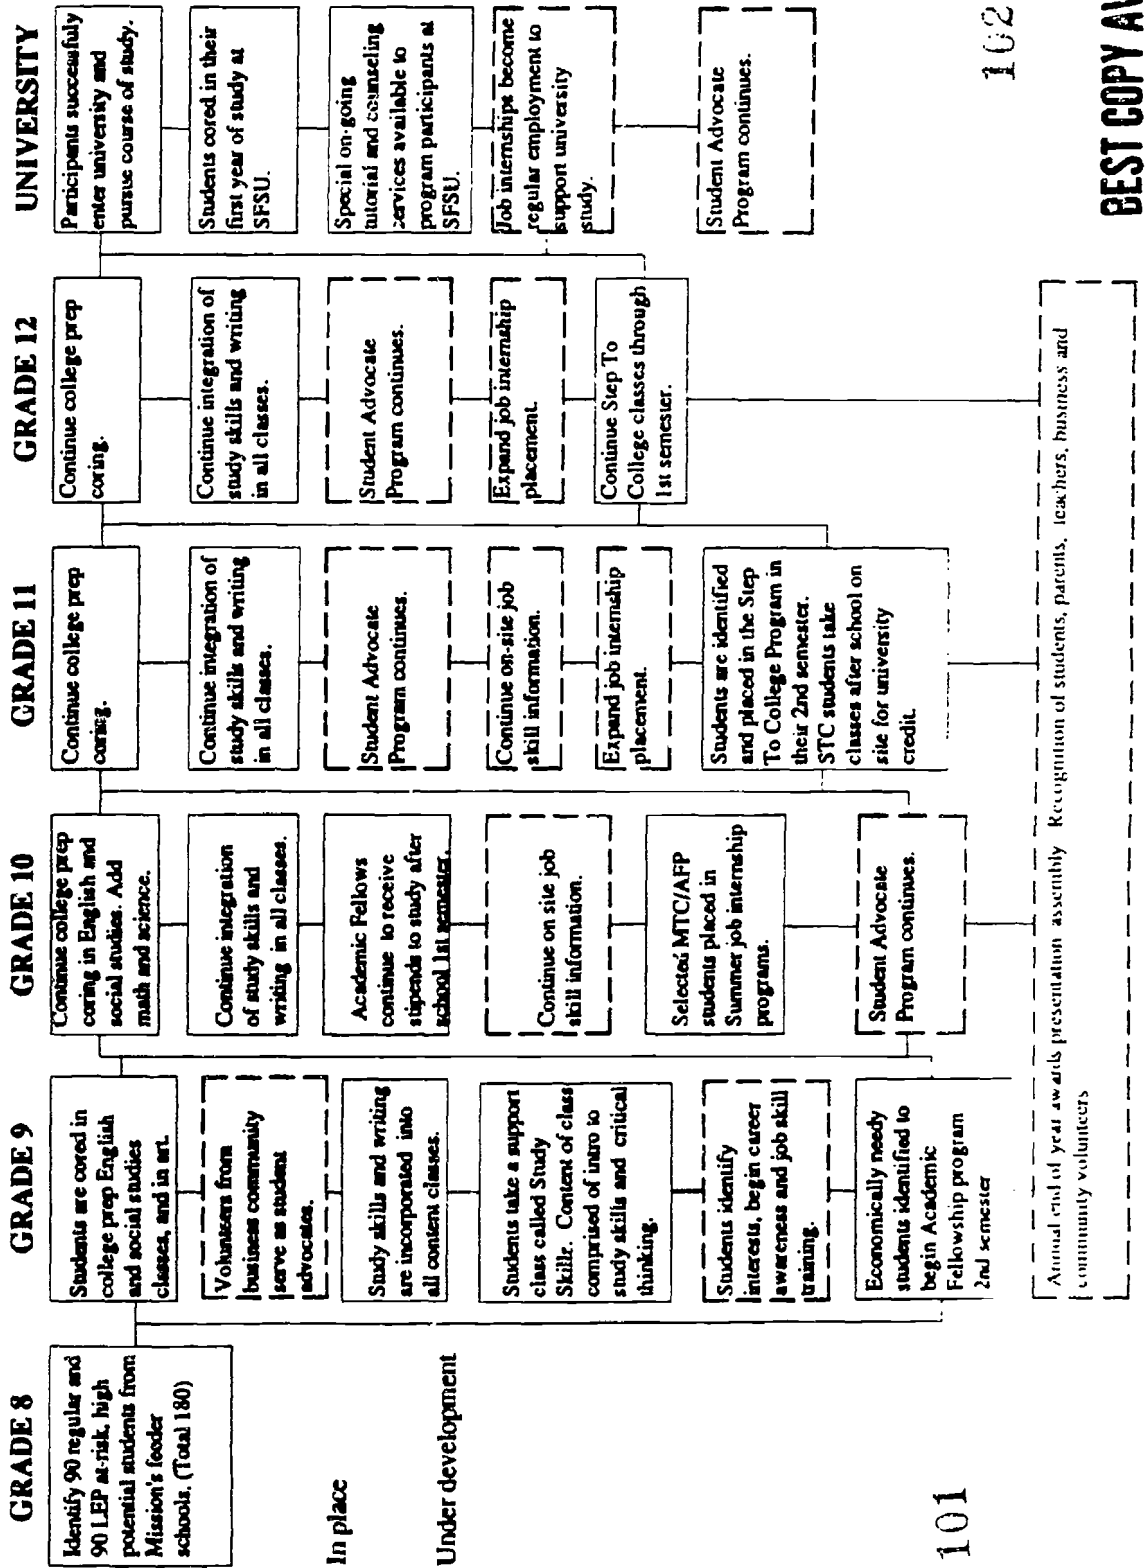 GRADE 8
Identify 90 regular and
90 LEP at-risk, high
potential students from
Mission's feeder
schools. (Total 180)
In place
Under development
101
GRADE 9
Students are cored in
college prep English
and social studies
classes, and in art.
Volunteers from
business community
serve as student
advocates.
Study skills and writing
are incorporated into
all content classes.
Students take a support
class called Study
Skills. Content of class
comprised of intro to
study skills and critical
thinking.
Students identify
interests, begin career
awareness and job skill
training.
Economically needy
students identified to
begin Academic
Fellowship program
2nd semester
GRADE 10
Continue college prep
coring in English and
social studies. Add
math and science.
Continue integration
of study skills and
writing in all classes.
Academic Fellows
continue to receive
stipends to study after
school 1st semester.
Continue on site job
skill information.
Selected MTC/AFP
students placed in
Summer job internship
programs.
Student Advocate
Program continues.
GRADE 11
Continue college prep
coring.
Continue integration of
study skills and writing
in all classes.
Student Advocate
Program continues.
Continue on-site job
skill information.
Expand job internship
placement.
Students are identified
and placed in the Step
To College Program in
their 2nd semester.
STC students take
classes after school on
site for university
credit.
GRADE 12
Continue college prep
coring.
Continue integration of
study skills and writing
in all classes.
Student Advocate
Program continues.
Expand job internship
placement.
Continue Step To
College classes through
1st semester.
UNIVERSITY
Participants successfuly
enter university and
pursue course of study.
Students cored in their
first year of study at
SFSU.
Special on-going
tutorial and counseling
services available to
program participants at
SFSU.
Job internships become
regular employment to
support university
study.
Student Advocate
Program continues.
Annual end of year awards presentation assembly Recognition of students, parents, teachers, business and
community volunteers
102
BEST COPY AV